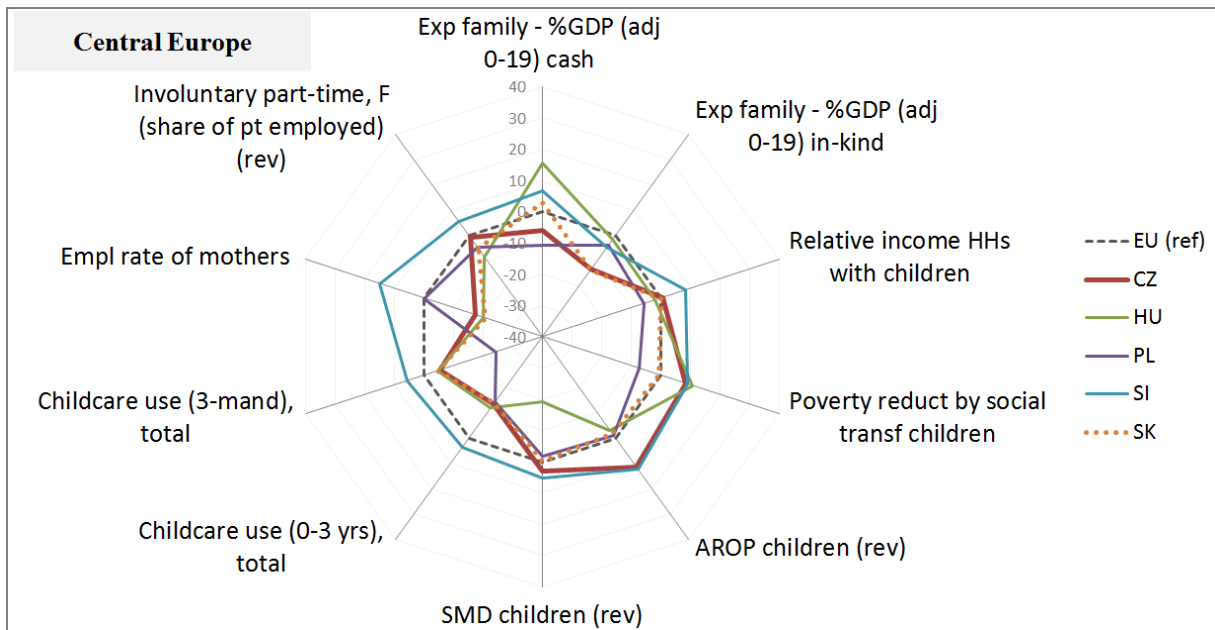 Central Europe
Exp family - %GDP (adj
0-19) cash
Involuntary part-time, F
(share of pt employed)
(rev)
Exp family - %GDP (adj
0-19) in-kind
40
30
20
10
0
-10
-20
-30
-40
Empl rate of mothers
Relative income HHs
with children
EU (ref)
CZ
HU
PL
SI
SK
Childcare use (3-mand),
total
Poverty reduct by social
transf children
Childcare use (0-3 yrs),
total
AROP children (rev)
SMD children (rev)